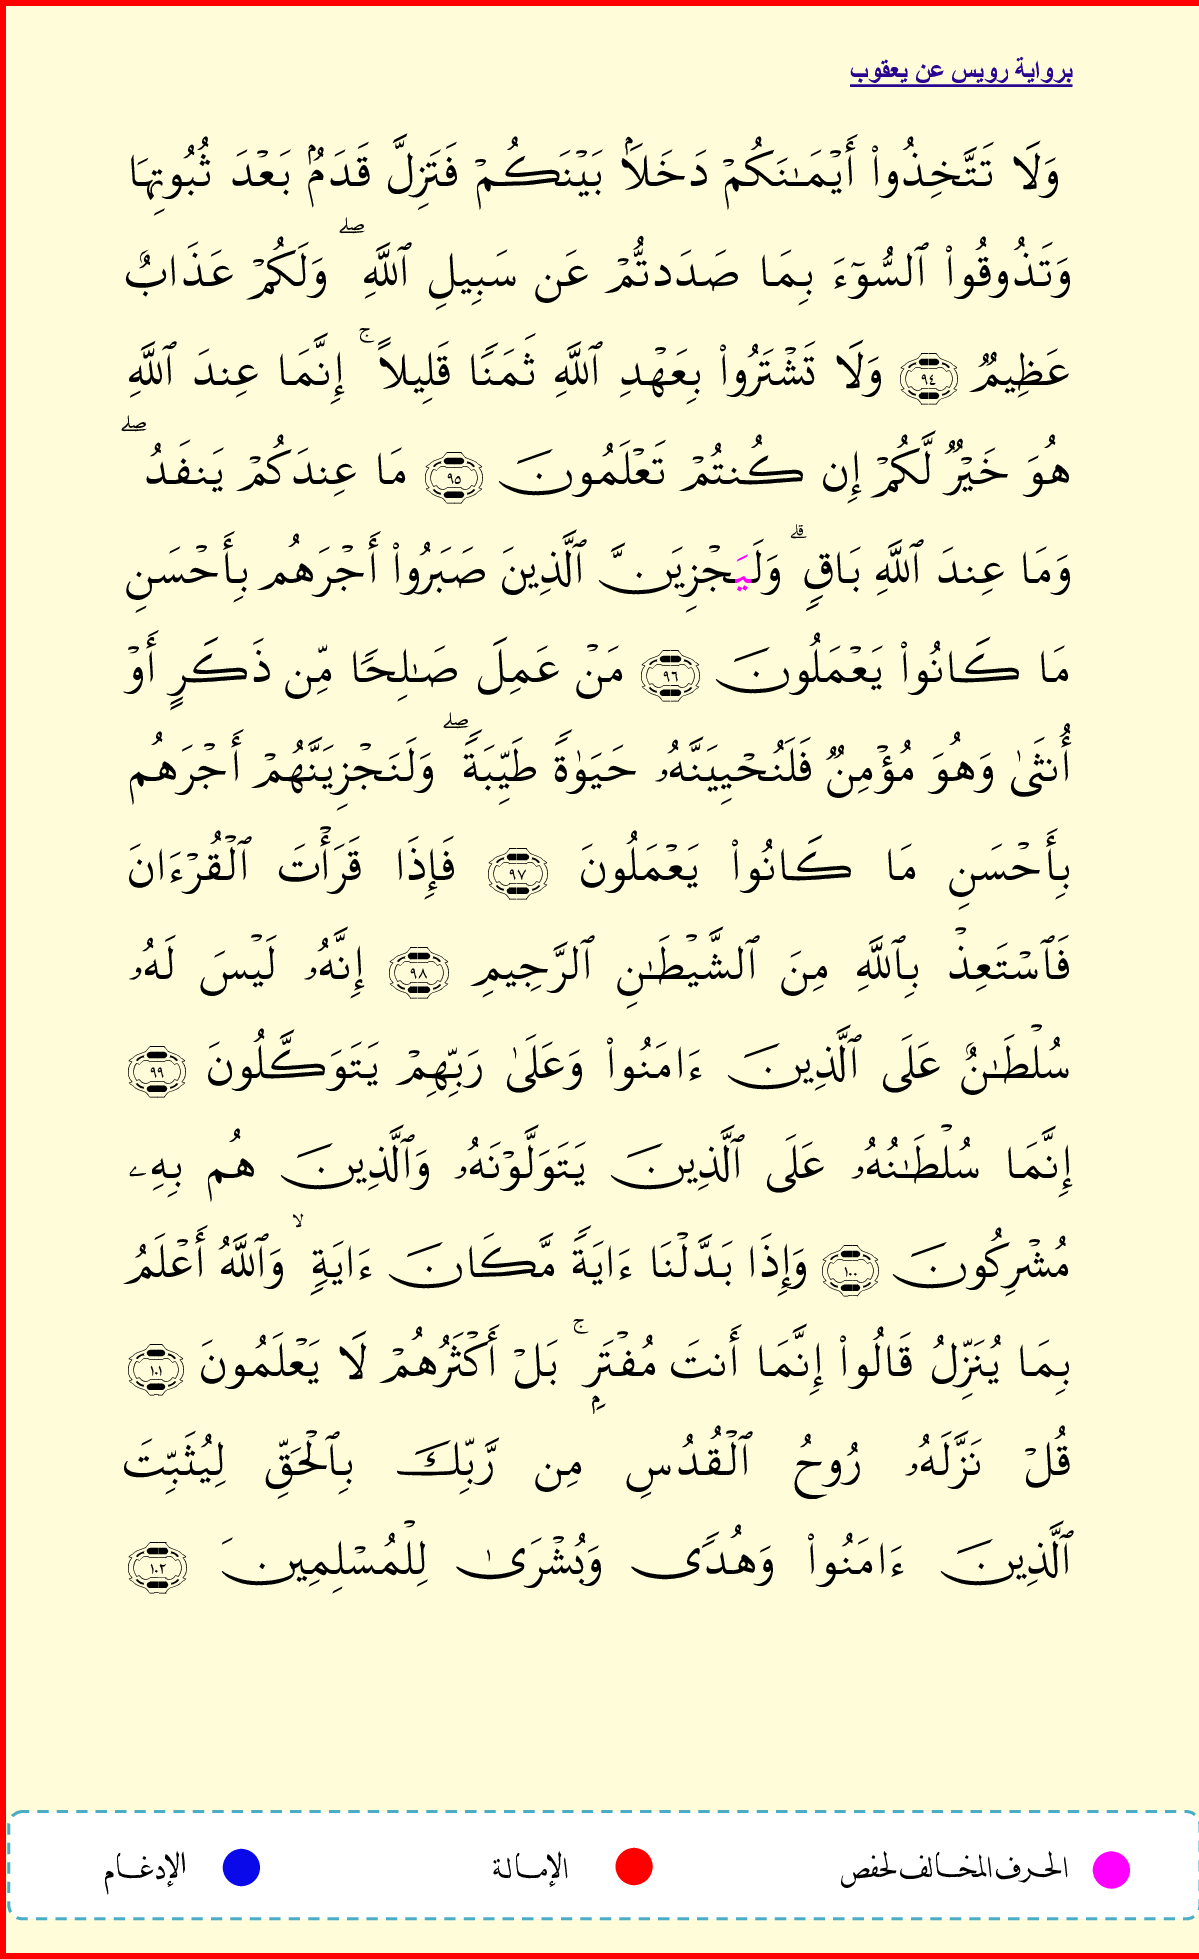 برواية رويس عن يعقوب
وَلَا تَتَّخِذُوا۟ أَيْمَـٰنَكُمْ دَخَلَۢا بَيْنَكُمْ فَتَزِلَّ قَدَمُۢ بَعْدَ ثُبُوتِهَا
وَتَذُوقُوا۟ ٱلسُّوٓءَ بِمَا صَدَدتُّمْ عَن سَبِيلِ ٱللَّهِ ۖ وَلَكُمْ عَذَابٌ
عَظِيمٌ ٩٤ وَلَا تَشْتَرُوا۟ بِعَهْدِ ٱللَّهِ ثَمَنًا قَلِيلًا ۚ إِنَّمَا عِندَ ٱللَّهِ
هُوَ خَيْرٌ لَّكُمْ إِن كُنتُمْ تَعْلَمُونَ ٩٥ مَا عِندَكُمْ يَنفَدُ ۖ
وَمَا عِندَ ٱللَّهِ بَاقٍ ۗ وَلَيَجْزِيَنَّ ٱلَّذِينَ صَبَرُوا۟ أَجْرَهُم بِأَحْسَنِ
مَا كَانُوا۟ يَعْمَلُونَ ٩٦ مَنْ عَمِلَ صَـٰلِحًا مِّن ذَكَرٍ أَوْ
أُنثَىٰ وَهُوَ مُؤْمِنٌ فَلَنُحْيِيَنَّهُۥ حَيَوٰةً طَيِّبَةً ۖ وَلَنَجْزِيَنَّهُمْ أَجْرَهُم
بِأَحْسَنِ مَا كَانُوا۟ يَعْمَلُونَ ٩٧ فَإِذَا قَرَأْتَ ٱلْقُرْءَانَ
فَٱسْتَعِذْ بِٱللَّهِ مِنَ ٱلشَّيْطَـٰنِ ٱلرَّجِيمِ ٩٨ إِنَّهُۥ لَيْسَ لَهُۥ
سُلْطَـٰنٌ عَلَى ٱلَّذِينَ ءَامَنُوا۟ وَعَلَىٰ رَبِّهِمْ يَتَوَكَّلُونَ ٩٩
إِنَّمَا سُلْطَـٰنُهُۥ عَلَى ٱلَّذِينَ يَتَوَلَّوْنَهُۥ وَٱلَّذِينَ هُم بِهِۦ
مُشْرِكُونَ ١٠٠ وَإِذَا بَدَّلْنَا ءَايَةً مَّكَانَ ءَايَةٍ ۙ وَٱللَّهُ أَعْلَمُ
بِمَا يُنَزِّلُ قَالُوا۟ إِنَّمَا أَنتَ مُفْتَرٍۭ ۚ بَلْ أَكْثَرُهُمْ لَا يَعْلَمُونَ ١٠١
قُلْ نَزَّلَهُۥ رُوحُ ٱلْقُدُسِ مِن رَّبِّكَ بِٱلْحَقِّ لِيُثَبِّتَ
ٱلَّذِينَ ءَامَنُوا۟ وَهُدًى وَبُشْرَىٰ لِلْمُسْلِمِينَ ١٠٢
الحرف المخالف لحفص الإمالة الإدغام